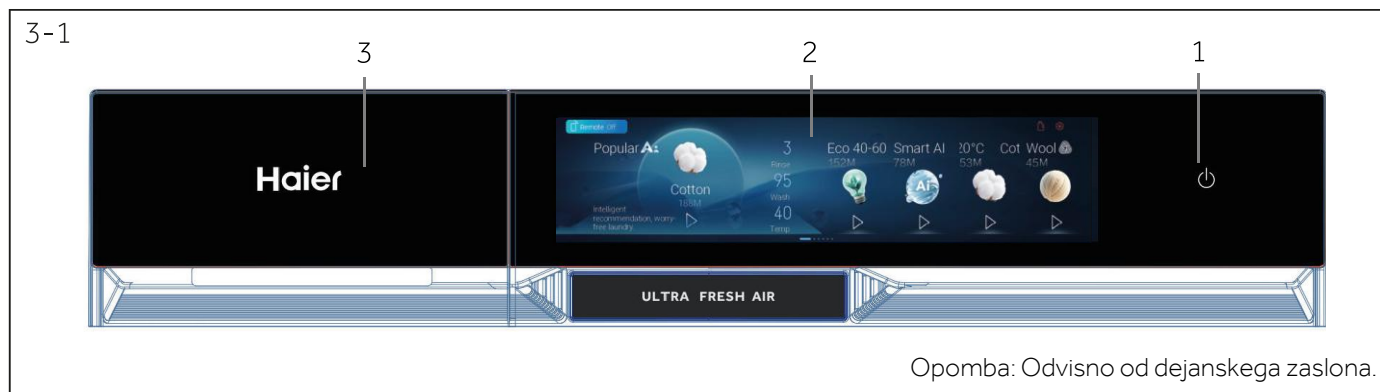 3-1
3
2
1
Remote Off
Popular Ai
Cotton
188M
Intelligent
recommendation, worry-
free laundry
3
Rinse
95
Wash
40
Temp
Eco 40-60
152M
Smart AI
78M
Ai
20°C Cot
53M
Wool
45M
Haier
ULTRA FRESH AIR
Opomba: Odvisno od dejanskega zaslona.